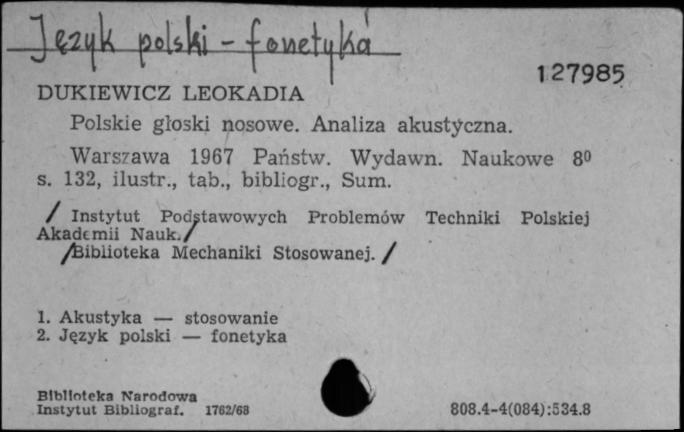 Język polski - fonetyka
127985
DUKIEWICZ LEOKADIA
Polskie głoski nosowe. Analiza akustyczna.
Warszawa 1967 Państw. Wydawn. Naukowe 8⁰
s. 132, ilustr., tab., bibliogr., Sum.
/ Instytut Podstawowych Problemów Techniki Polskiej
Akademii Nauk./
/Biblioteka Mechaniki Stosowanej. /
1. Akustyka — stosowanie
2. Język polski — fonetyka
Biblioteka Narodowa
Instytut Bibliograf. 1762/68
808.4-4(084):534.8